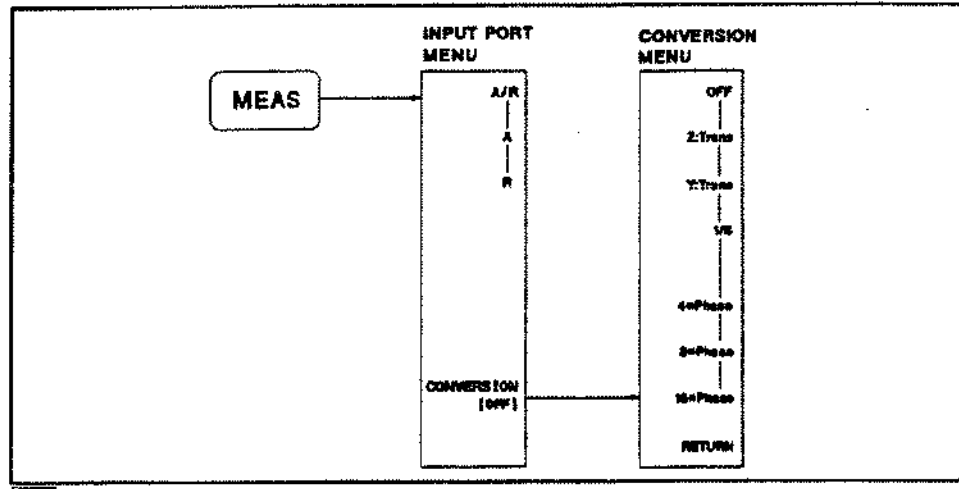 INPUT PORT
MENU
CONVERSION
MENU
MEAS
A/R
A
R
CONVERSION
[OFF]
OFF
Z:Trans
Y:Trans
1/S
4*Phase
8*Phase
16*Phase
RETURN